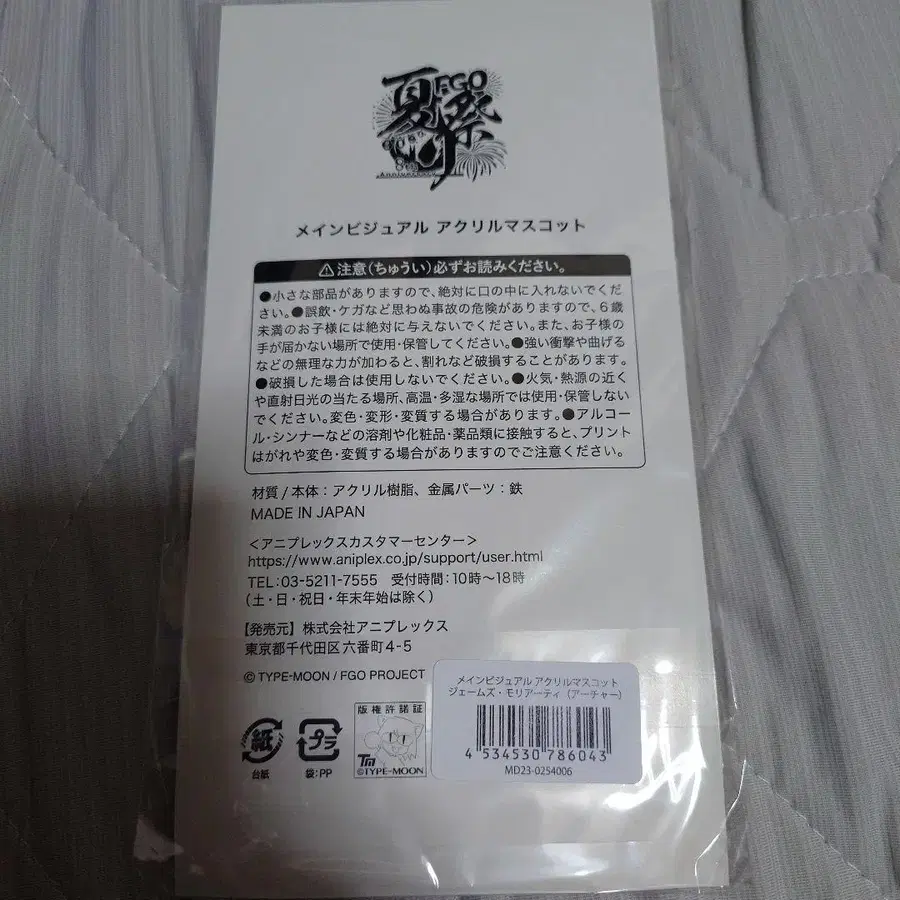 夏祭
FGO
8th
Anniversary
メインビジュアル アクリルマスコット
注意(ちゅうい)必ずお読みください。
●小さな部品がありますので、絶対に口の中に入れないでくだ
さい。●誤飲・ケガなど思わぬ事故の危険がありますので、6歳
未満のお子様には絶対に与えないでください。また、お子様の
手が届かない場所で使用・保管してください。●強い衝撃や曲げる
などの無理な力が加わると、割れなど破損することがあります。
●破損した場合は使用しないでください。●火気・熱源の近く
や直射日光の当たる場所、高温・多湿な場所では使用・保管しない
でください。変色・変形・変質する場合があります。●アルコー
ル・シンナーなどの溶剤や化粧品・薬品類に接触すると、プリント
はがれや変色・変質する場合がありますのでご注意ください。
材質/本体:アクリル樹脂、金属パーツ:鉄
MADE IN JAPAN
<アニプレックスカスタマーセンター>
https://www.aniplex.co.jp/support/user.html
TEL:03-5211-7555 受付時間:10時~18時
(土・日・祝日・年末年始は除く)
【発売元】株式会社アニプレックス
東京都千代田区六番町4-5
© TYPE-MOON / FGO PROJECT
メインビジュアル アクリルマスコット
ジェームズ・モリアーティ(アーチャー)
4 534530 786043
MD23-0254006
紙
台紙
プラ
袋:PP
版権許諾証
TM
©TYPE-MOON